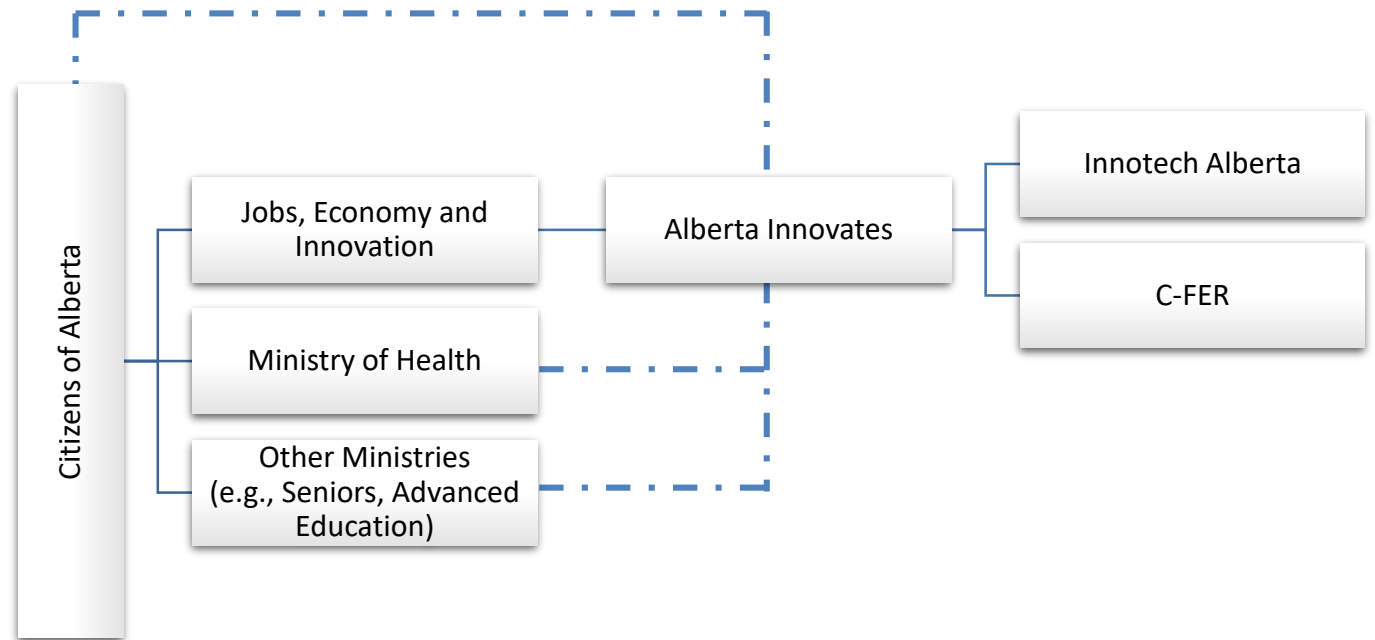 Citizens of Alberta
Jobs, Economy and
Innovation
Ministry of Health
Other Ministries
(e.g., Seniors, Advanced
Education)
Alberta Innovates
Innotech Alberta
C-FER